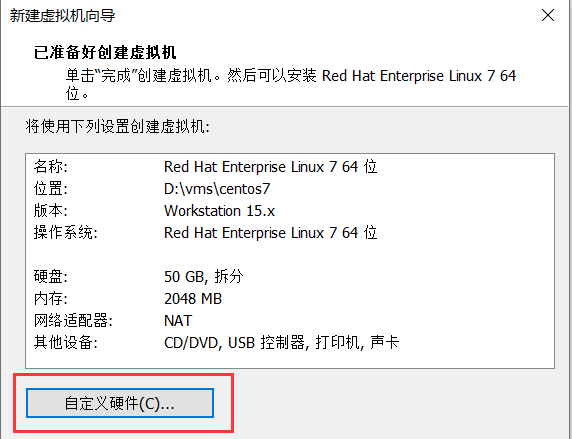 新建虚拟机向导
已准备好创建虚拟机
单击“完成”创建虚拟机。然后可以安装 Red Hat Enterprise Linux 7 64
位。
将使用下列设置创建虚拟机:
名称: Red Hat Enterprise Linux 7 64 位
位置: D:\vms\centos7
版本: Workstation 15.x
操作系统: Red Hat Enterprise Linux 7 64 位
硬盘: 50 GB, 拆分
内存: 2048 MB
网络适配器: NAT
其他设备: CD/DVD, USB 控制器, 打印机, 声卡
自定义硬件(C)...